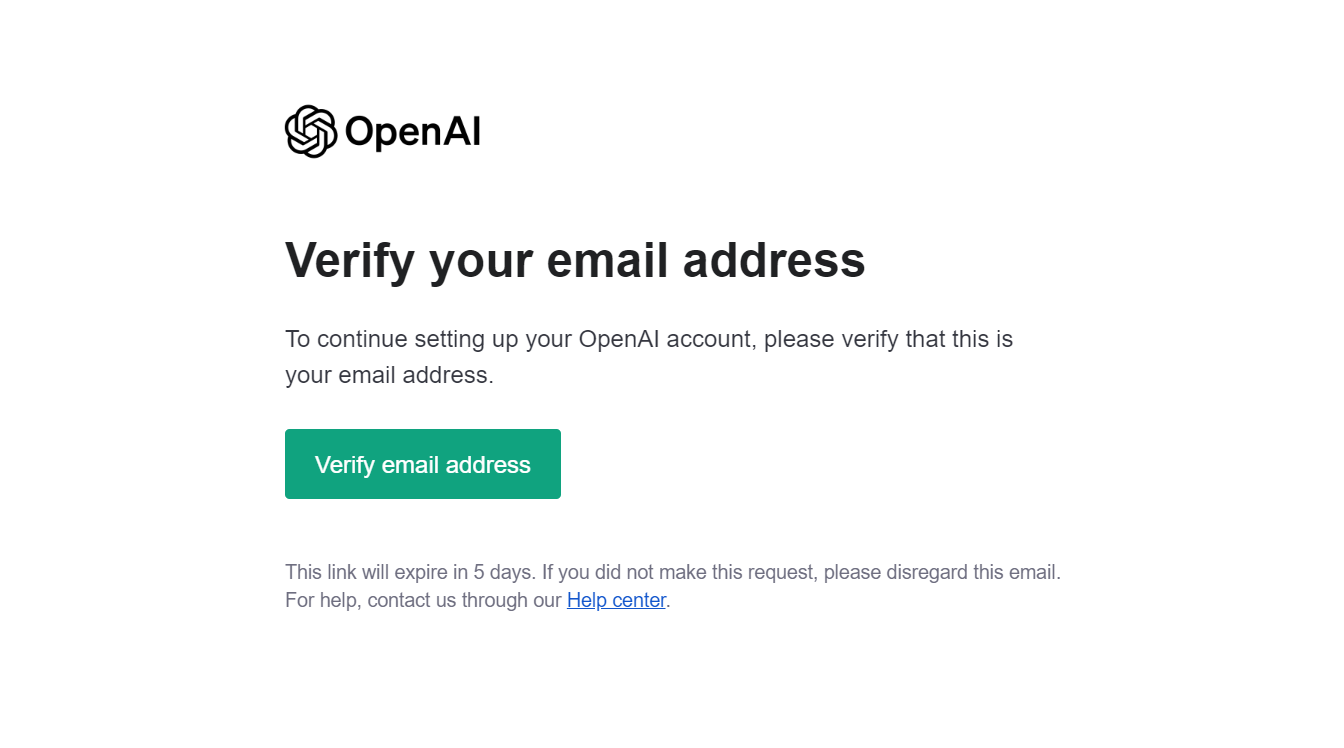 OpenAI
Verify your email address
To continue setting up your OpenAI account, please verify that this is
your email address.
Verify email address
This link will expire in 5 days. If you did not make this request, please disregard this email.
For help, contact us through our Help center.